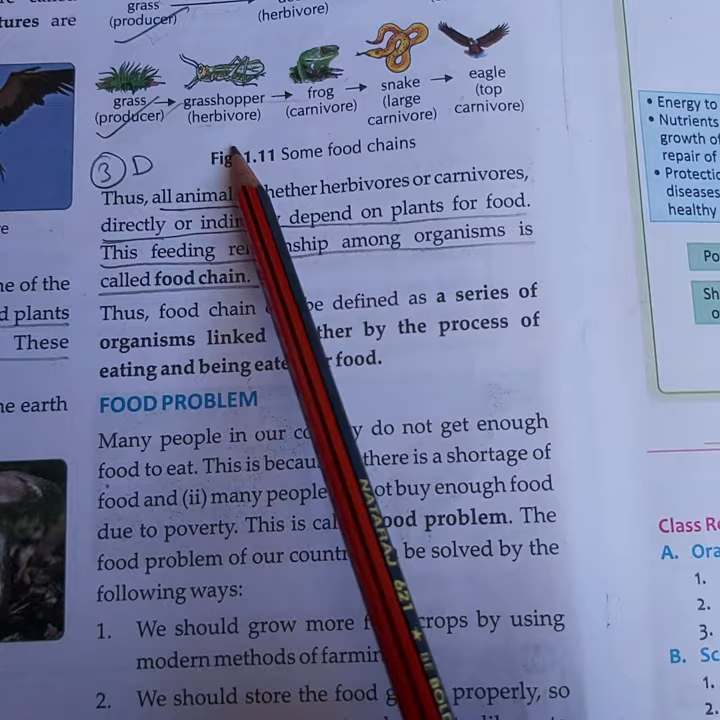 grass
(producer)
(herbivore)
tures are
grass
(producer)
grasshopper
(herbivore)
frog
(carnivore)
snake
(large
carnivore)
eagle
(top
carnivore)
3 D
Fig 1.11 Some food chains
Thus, all animal hether herbivores or carnivores,
directly or indir depend on plants for food.
This feeding re nship among organisms is
called food chain.
Thus, food chain be defined as a series of
organisms linked ther by the process of
eating and being eate food.
FOOD PROBLEM
Many people in our co y do not get enough
food to eat. This is becau there is a shortage of
food and (ii) many people ot buy enough food
due to poverty. This is cal ood problem. The
food problem of our countr be solved by the
following ways:
1. We should grow more f crops by using
modern methods of farmin
2. We should store the food g properly, so
NATARAJ 621 ★ BE BOLD
e
ne of the
d plants
These
he earth
• Energy to
• Nutrients
growth of
repair of
• Protectio
diseases
healthy
Po
Sh
o
Class Re
A. Ora
1.
2.
3.
B. Sc
1.
2.